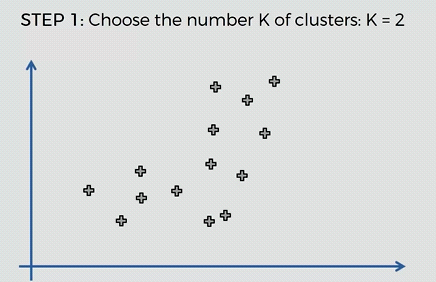 STEP 1: Choose the number K of clusters: K = 2